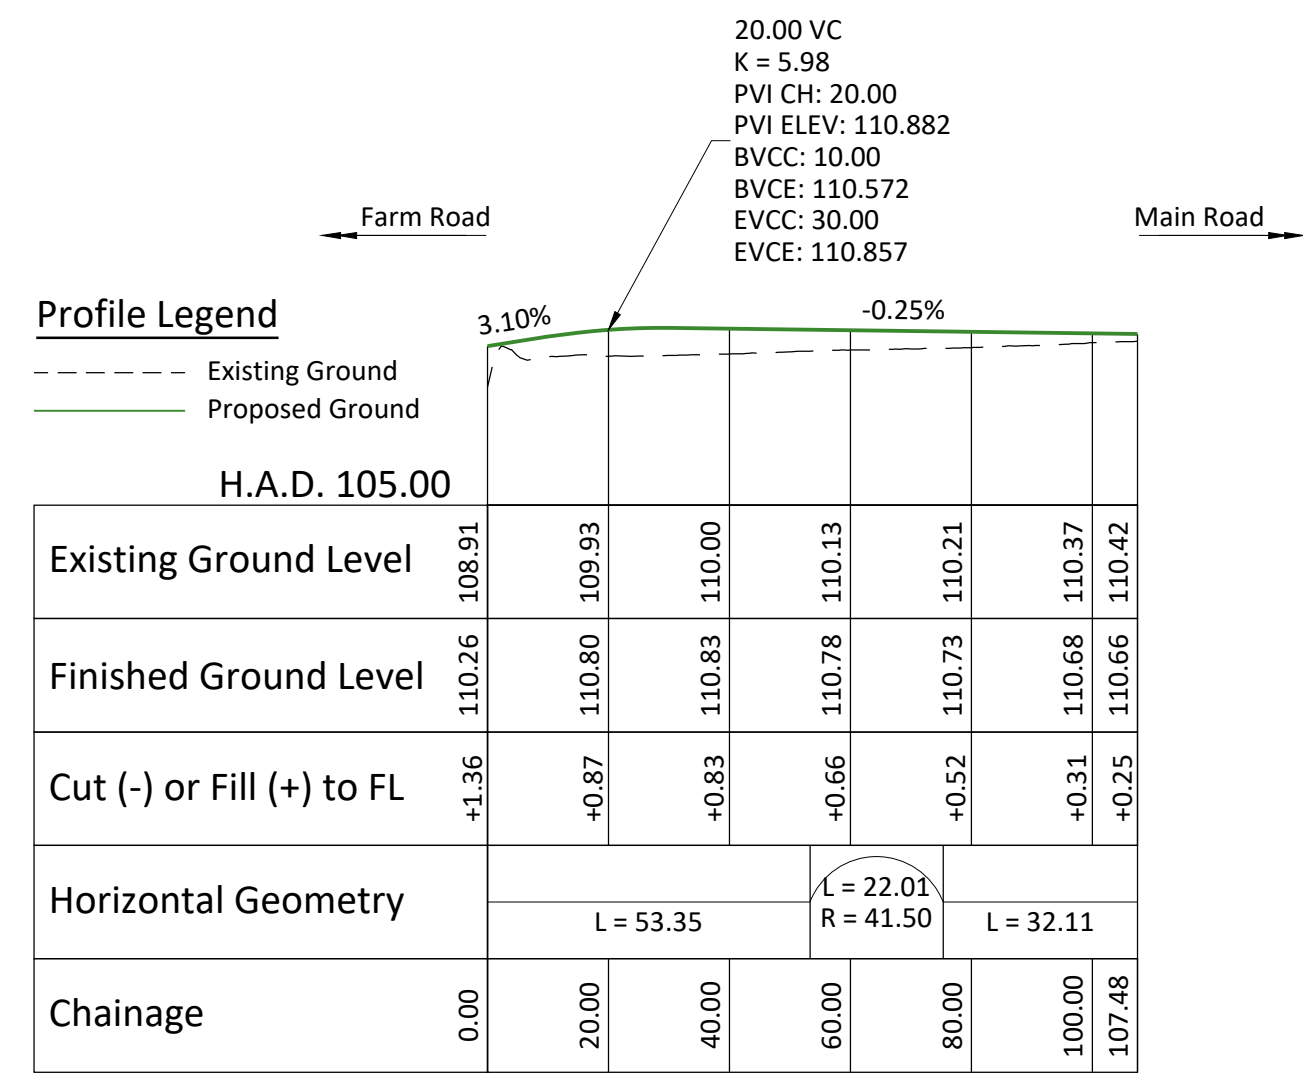 20.00 VC
K = 5.98
PVI CH: 20.00
PVI ELEV: 110.882
BVCC: 10.00
BVCE: 110.572
EVCC: 30.00
EVCE: 110.857
Farm Road
Main Road
Profile Legend
3.10%
-0.25%
Existing Ground
Proposed Ground
H.A.D. 105.00
Existing Ground Level 108.91 109.93 110.00 110.13 110.21 110.37 110.42
Finished Ground Level 110.26 110.80 110.83 110.78 110.73 110.68 110.66
Cut (-) or Fill (+) to FL +1.36 +0.87 +0.83 +0.66 +0.52 +0.31 +0.25
Horizontal Geometry
L = 53.35
L = 22.01
R = 41.50
L = 32.11
Chainage 0.00 20.00 40.00 60.00 80.00 100.00 107.48